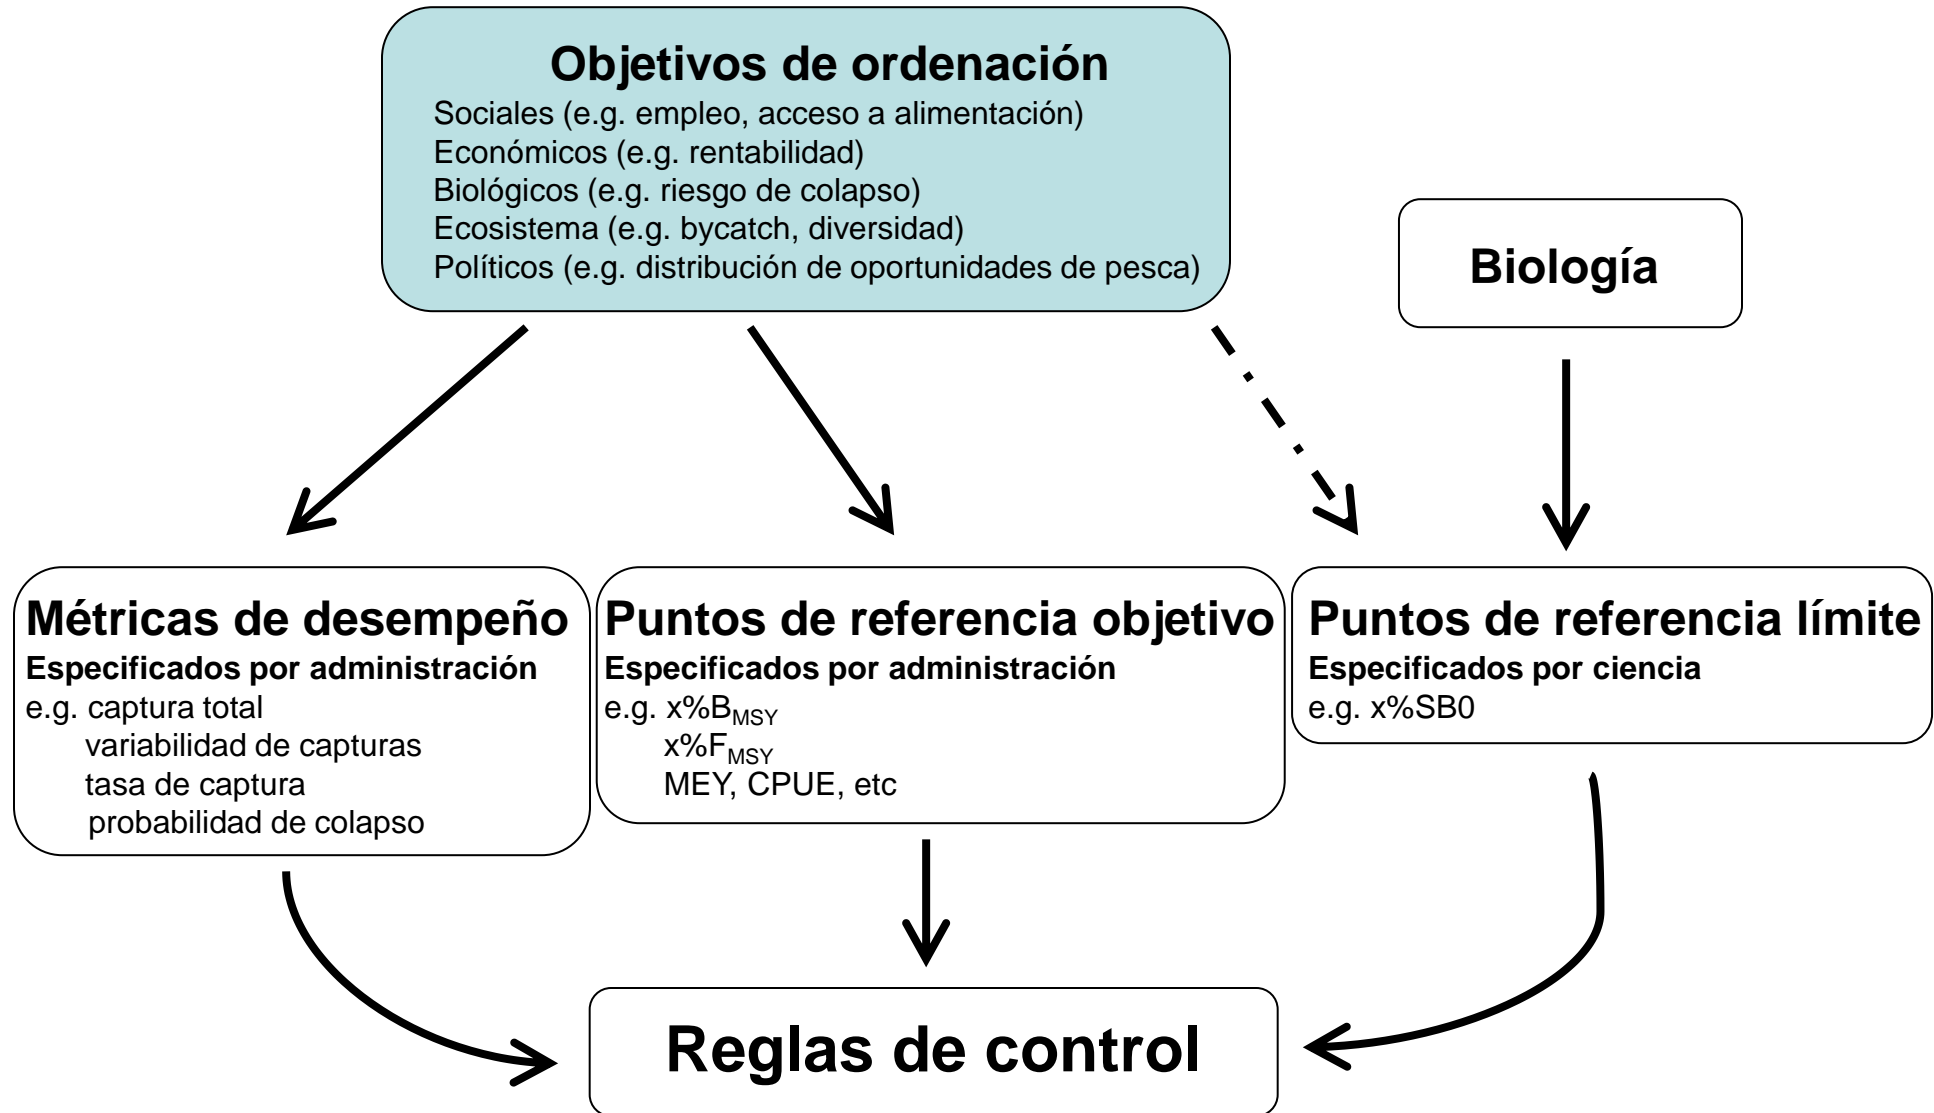 Objetivos de ordenación
Sociales (e.g. empleo, acceso a alimentación)
Económicos (e.g. rentabilidad)
Biológicos (e.g. riesgo de colapso)
Ecosistema (e.g. bycatch, diversidad)
Políticos (e.g. distribución de oportunidades de pesca)
Biología
Métricas de desempeño
Especificados por administración
e.g. captura total
variabilidad de capturas
tasa de captura
probabilidad de colapso
Puntos de referencia objetivo
Especificados por administración
e.g. x%B_MSY
x%F_MSY
MEY, CPUE, etc
Puntos de referencia límite
Especificados por ciencia
e.g. x%SB0
Reglas de control